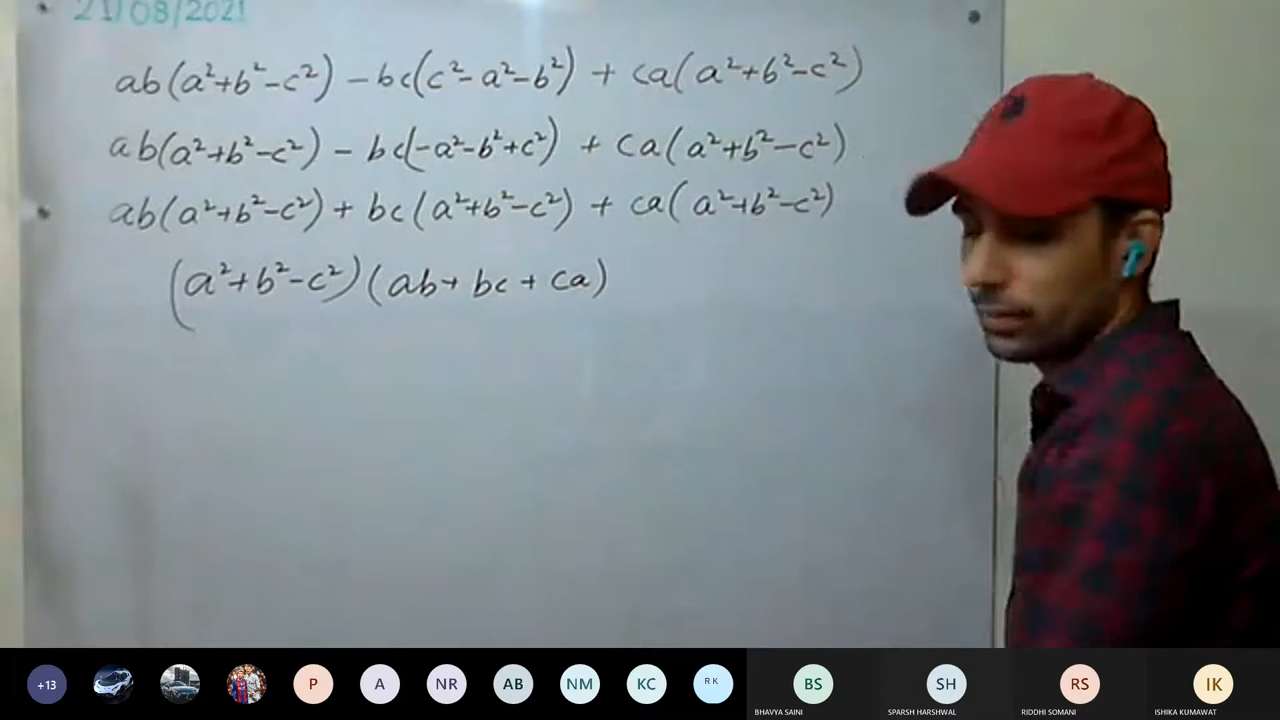 21/08/2021
ab(a²+b²-c²) - bc(c²-a²-b²) + ca(a²+b²-c²)
ab(a²+b²-c²) - bc(-a²-b²+c²) + ca(a²+b²-c²)
ab(a²+b²-c²) + bc(a²+b²-c²) + ca(a²+b²-c²)
(a²+b²-c²)(ab+bc+ca)
+13 P A NR AB NM KC RK BS SH RS IK
BHAVYA SAINI SPARSH HARSHWAL RIDDHI SOMANI ISHIKA KUMAWAT